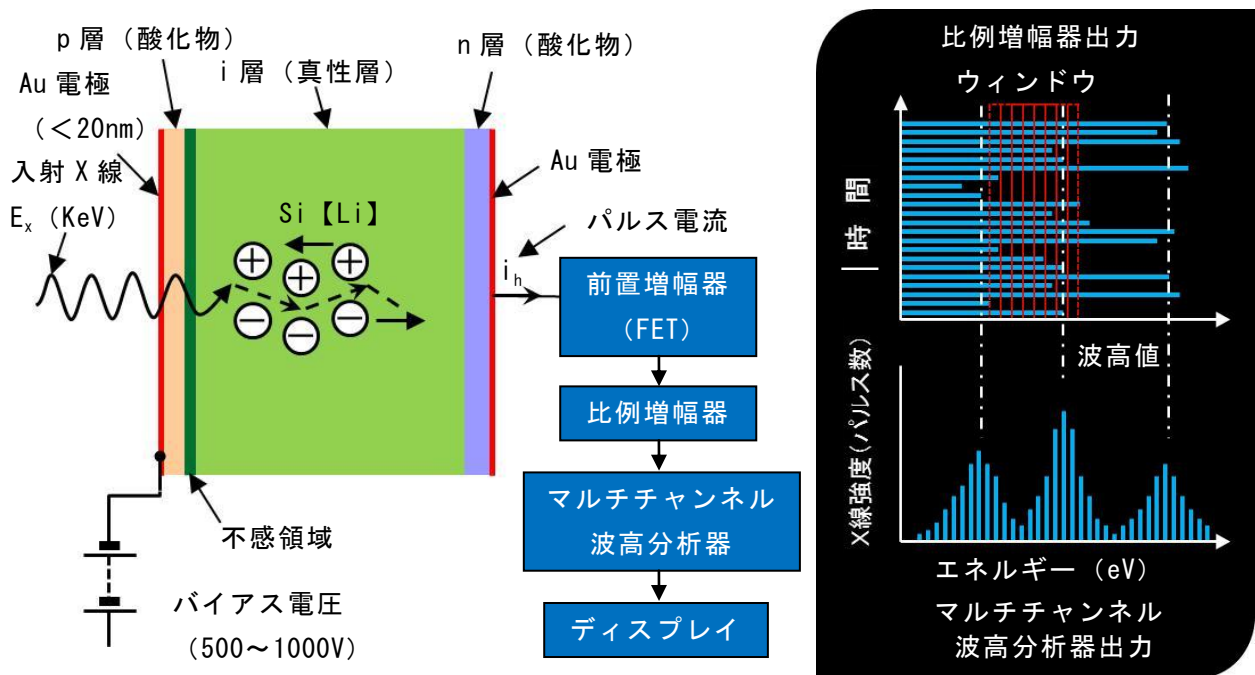 p層(酸化物)
i層(真性層)
n層(酸化物)
Au電極
(<20nm)
入射X線
Eₓ(KeV)
Si【Li】
Au電極
パルス電流
iₕ
前置増幅器
(FET)
比例増幅器
マルチチャンネル
波高分析器
ディスプレイ
不感領域
バイアス電圧
(500~1000V)
比例増幅器出力
ウィンドウ
時間
波高値
X線強度(パルス数)
エネルギー(eV)
マルチチャンネル
波高分析器出力